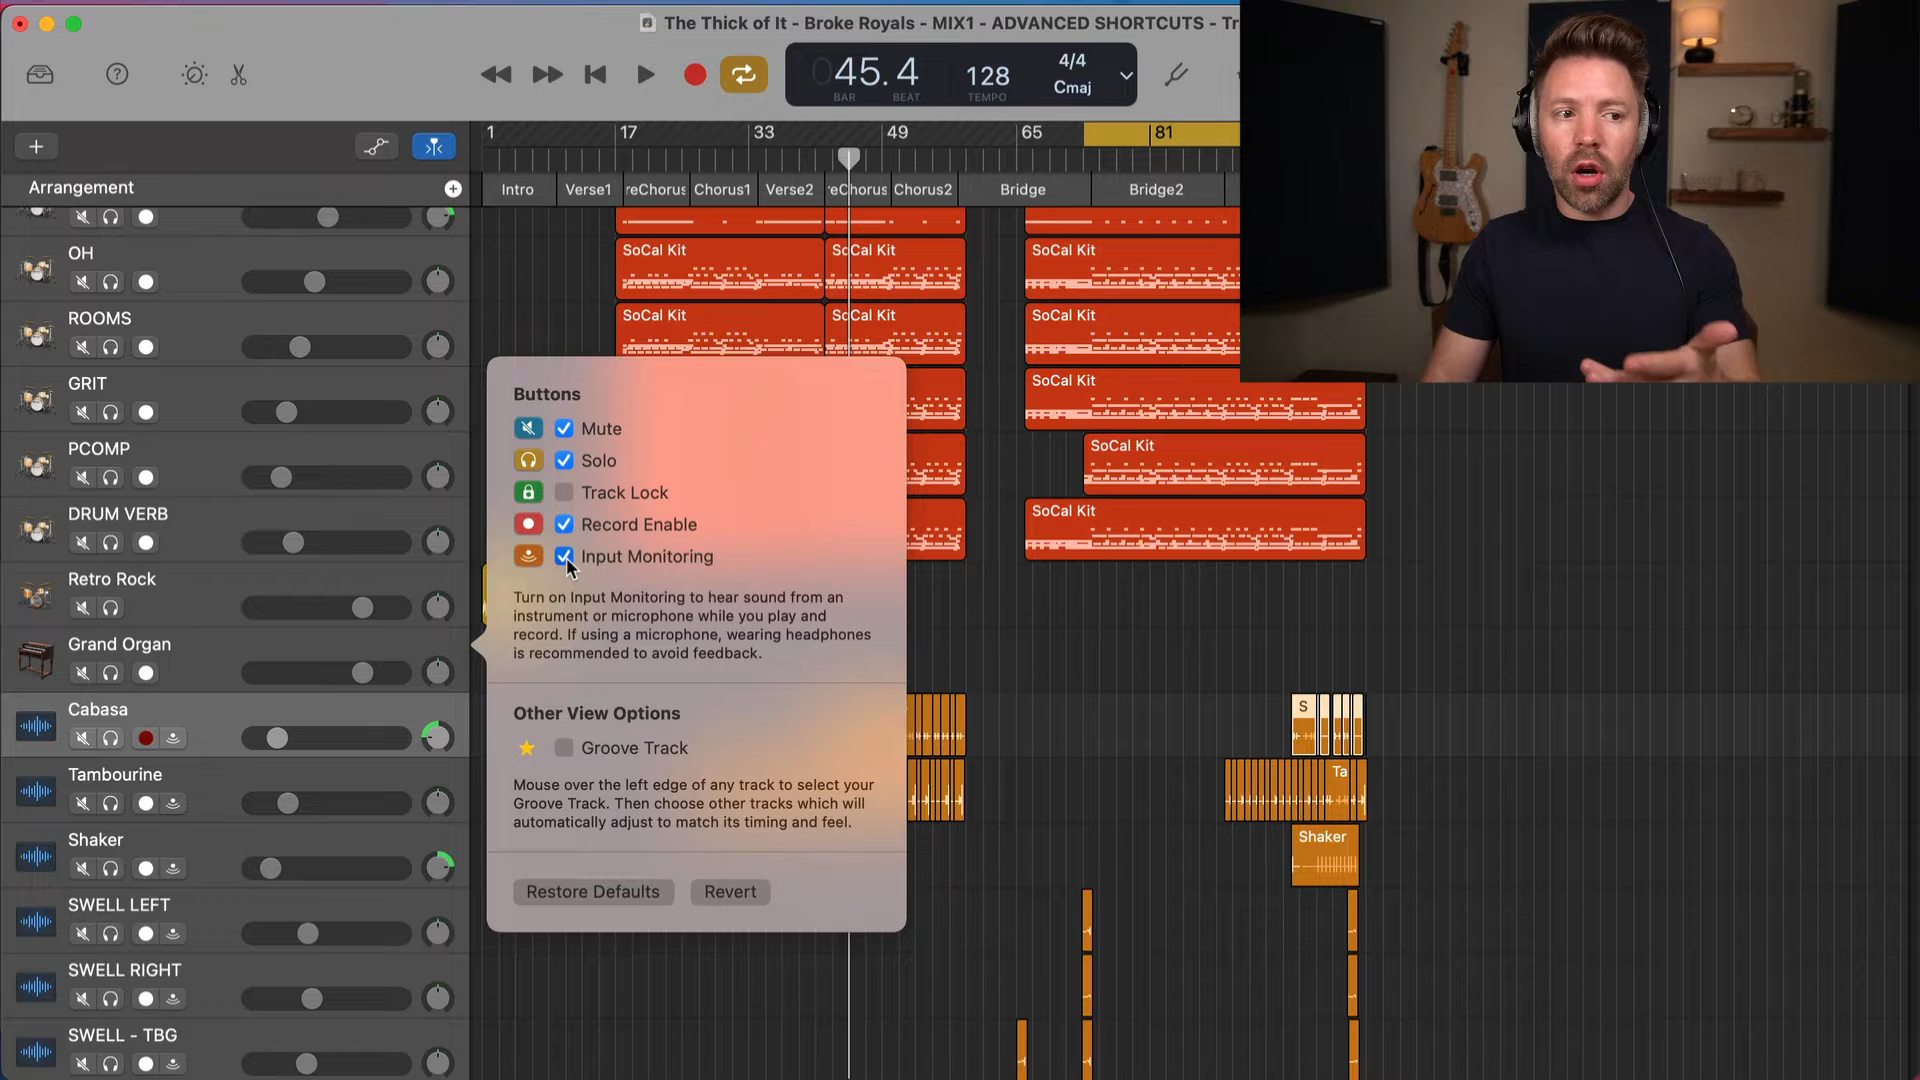 The Thick of It - Broke Royals - MIX1 - ADVANCED SHORTCUTS - Tr
45.4
BAR
BEAT
128
TEMPO
4/4
Cmaj
1
17
33
49
65
81
Arrangement
Intro
Verse1
reChorus
Chorus1
Verse2
reChorus
Chorus2
Bridge
Bridge2
OH
SoCal Kit
SoCal Kit
SoCal Kit
ROOMS
SoCal Kit
SoCal Kit
SoCal Kit
GRIT
SoCal Kit
PCOMP
SoCal Kit
DRUM VERB
SoCal Kit
Retro Rock
Grand Organ
Cabasa
S
Tambourine
Ta
Shaker
Shaker
SWELL LEFT
SWELL RIGHT
SWELL - TBG
Buttons
Mute
Solo
Track Lock
Record Enable
Input Monitoring
Turn on Input Monitoring to hear sound from an
instrument or microphone while you play and
record. If using a microphone, wearing headphones
is recommended to avoid feedback.
Other View Options
Groove Track
Mouse over the left edge of any track to select your
Groove Track. Then choose other tracks which will
automatically adjust to match its timing and feel.
Restore Defaults
Revert